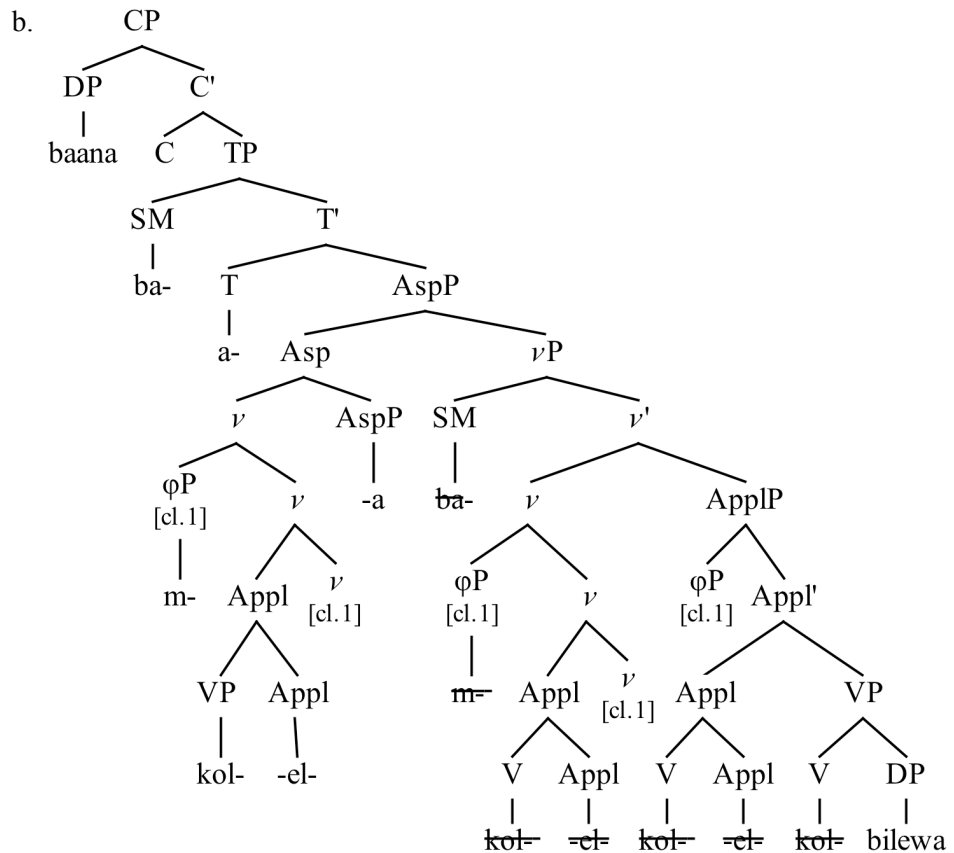 b. CP
DP C'
baana C TP
SM T'
ba- T AspP
a- Asp νP
ν AspP SM ν'
φP ν -a ba- ν ApplP
[cl.1]
m- Appl ν φP ν φP Appl'
[cl.1] [cl.1] [cl.1]
VP Appl m- Appl ν Appl VP
[cl.1]
kol- -el- V Appl V Appl V DP
kol- -el- kol- -el- kol- bilewa